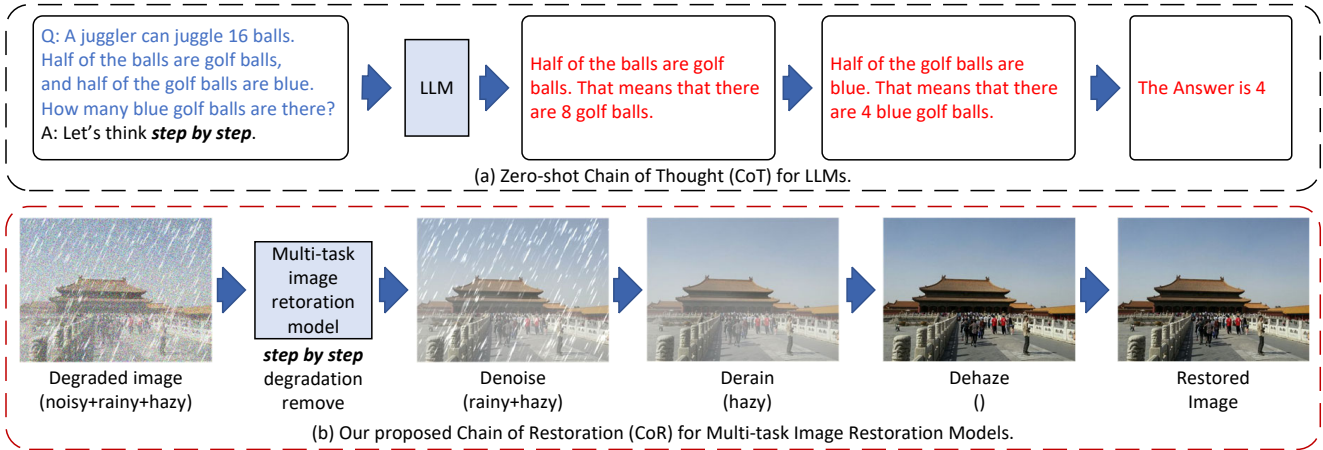 Q: A juggler can juggle 16 balls.
Half of the balls are golf balls,
and half of the golf balls are blue.
How many blue golf balls are there?
A: Let's think step by step.
LLM
Half of the balls are golf
balls. That means that there
are 8 golf balls.
Half of the golf balls are
blue. That means that there
are 4 blue golf balls.
The Answer is 4
(a) Zero-shot Chain of Thought (CoT) for LLMs.
Multi-task
image
retoration
model
step by step
degradation
remove
Degraded image
(noisy+rainy+hazy)
Denoise
(rainy+hazy)
Derain
(hazy)
Dehaze
()
Restored
Image
(b) Our proposed Chain of Restoration (CoR) for Multi-task Image Restoration Models.